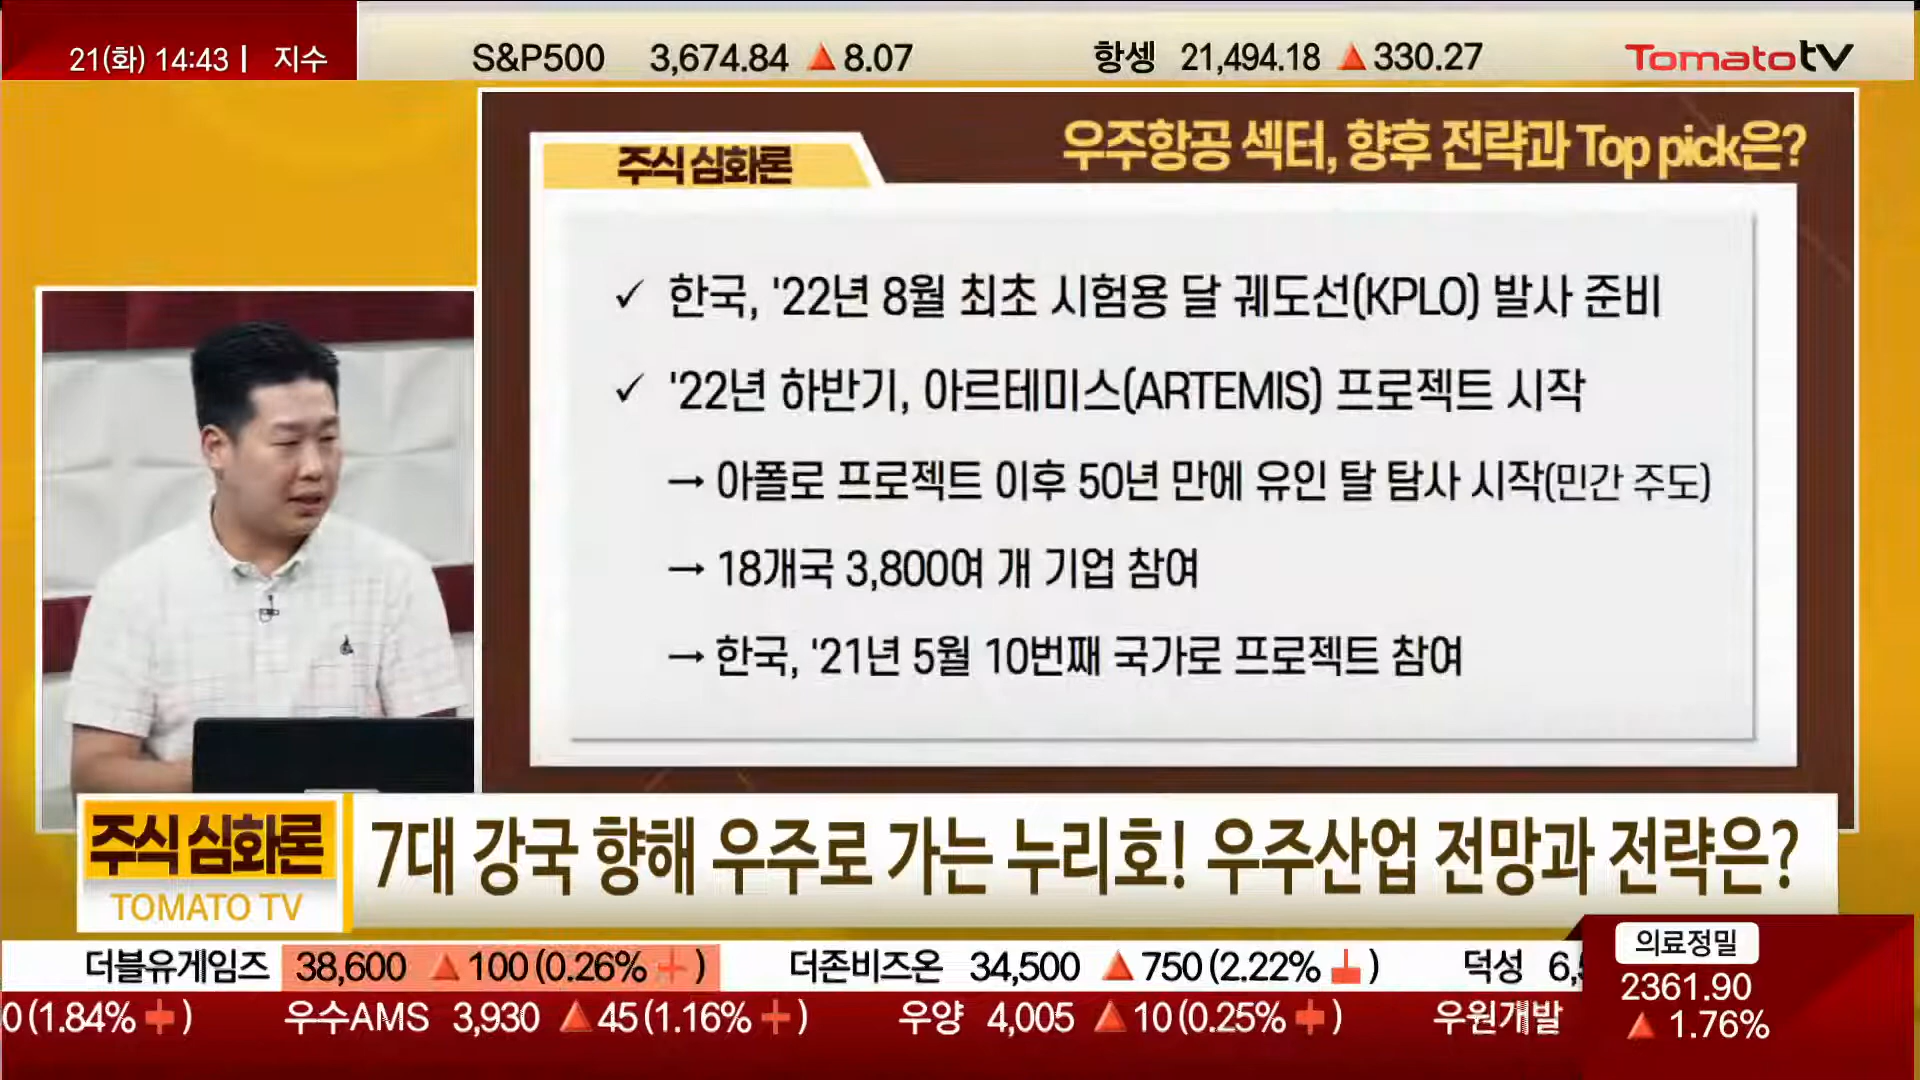 21(화) 14:43 | 지수
S&P500 3,674.84 ▲ 8.07 항셍 21,494.18 ▲ 330.27
Tomato tv
우주항공 섹터, 향후 전략과 Top pick은?
주식 심화론
✓ 한국, '22년 8월 최초 시험용 달 궤도선(KPLO) 발사 준비
✓ '22년 하반기, 아르테미스(ARTEMIS) 프로젝트 시작
→ 아폴로 프로젝트 이후 50년 만에 유인 탈 탐사 시작(민간 주도)
→ 18개국 3,800여 개 기업 참여
→ 한국, '21년 5월 10번째 국가로 프로젝트 참여
주식 심화론
TOMATO TV
7대 강국 향해 우주로 가는 누리호! 우주산업 전망과 전략은?
더블유게임즈 38,600 ▲ 100 (0.26% +) 더존비즈온 34,500 ▲ 750 (2.22%) 덕성
0 (1.84% +) 우수AMS 3,930 ▲ 45 (1.16% +) 우양 4,005 ▲ 10 (0.25% +) 우원개발
의료정밀
2361.90
▲ 1.76%